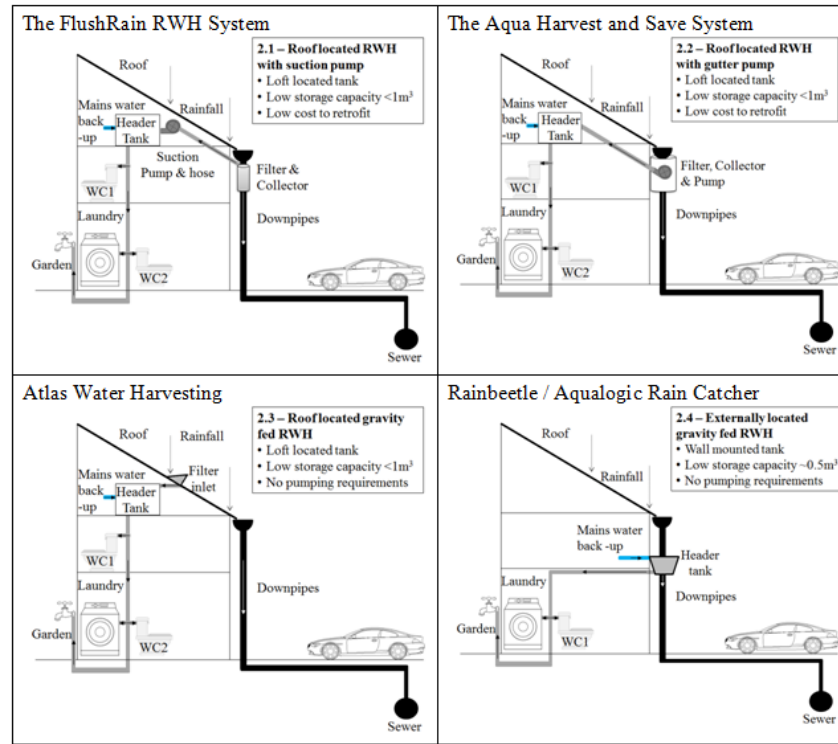 The FlushRain RWH System
2.1 – Roof located RWH
with suction pump
• Loft located tank
• Low storage capacity <1m³
• Low cost to retrofit
Roof
Rainfall
Mains water
back
-up
Header
Tank
Suction
Pump & hose
Filter &
Collector
WC1
Laundry
Downpipes
Garden
WC2
Sewer
The Aqua Harvest and Save System
2.2 – Roof located RWH
with gutter pump
• Loft located tank
• Low storage capacity <1m³
• Low cost to retrofit
Roof
Rainfall
Mains water
back
-up
Header
Tank
Filter, Collector
& Pump
WC1
Laundry
Downpipes
Garden
WC2
Sewer
Atlas Water Harvesting
2.3 – Roof located gravity
fed RWH
• Loft located tank
• Low storage capacity <1m³
• No pumping requirements
Roof
Rainfall
Mains water
back
-up
Header
Tank
Filter
inlet
WC1
Laundry
Downpipes
Garden
WC2
Sewer
Rainbeetle / Aqualogic Rain Catcher
2.4 – Externally located
gravity fed RWH
• Wall mounted tank
• Low storage capacity ~0.5m³
• No pumping requirements
Roof
Rainfall
Mains water
back -up
Header
tank
Laundry
Downpipes
Garden
WC1
Sewer